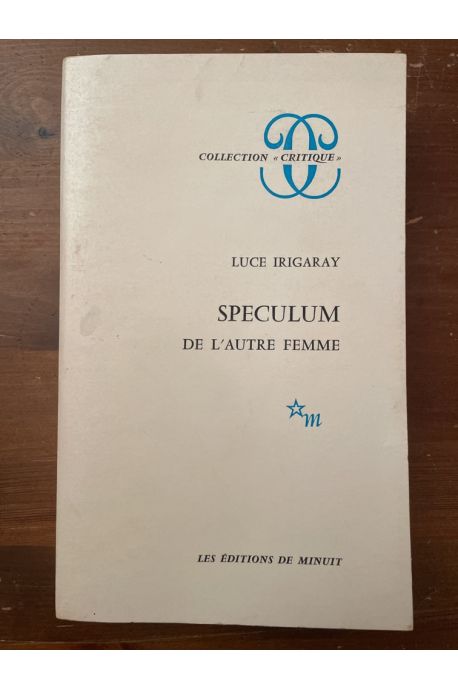 COLLECTION « CRITIQUE »
LUCE IRIGARAY
SPECULUM
DE L'AUTRE FEMME
m
LES ÉDITIONS DE MINUIT